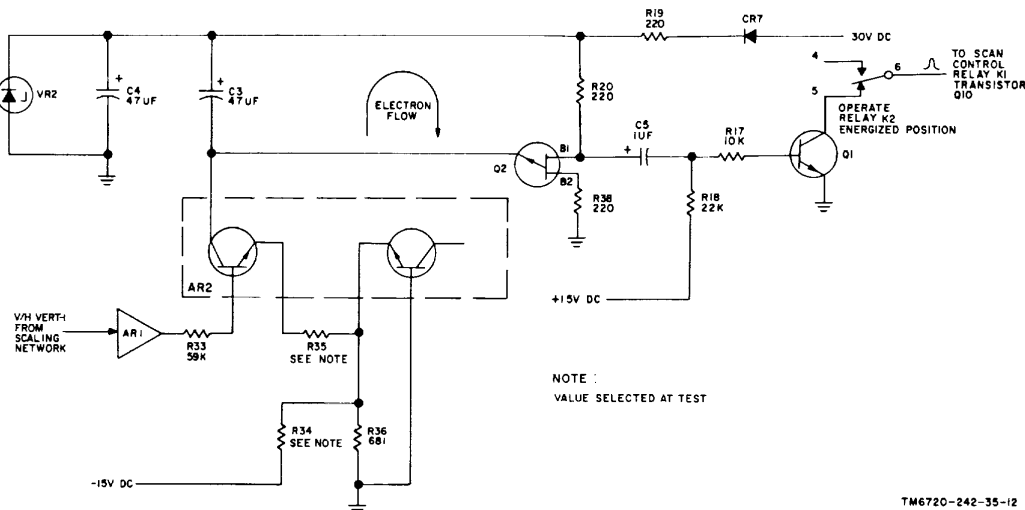 R19
220
CR7
30V DC
4
6
5
TO SCAN
CONTROL
RELAY K1
TRANSISTOR
Q10
OPERATE
RELAY K2
ENERGIZED POSITION
VR2
+
C4
47UF
+
C3
47UF
ELECTRON
FLOW
R20
220
C5
1UF
+
R17
10K
Q1
B1
B2
Q2
R38
220
R18
22K
+15V DC
AR2
V/H VERT-I
FROM
SCALING
NETWORK
AR1
R33
59K
R35
SEE NOTE
R34
SEE NOTE
R36
681
-15V DC
NOTE :
VALUE SELECTED AT TEST
TM6720-242-35-12